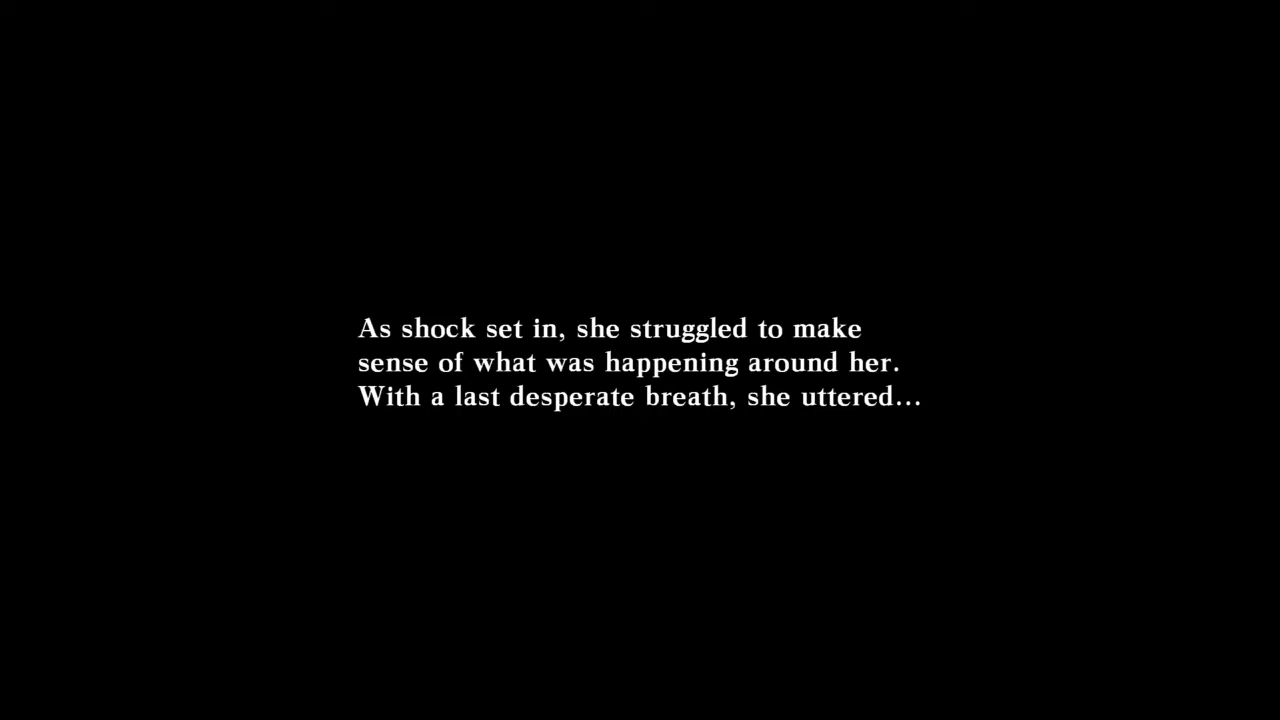 As shock set in, she struggled to make
sense of what was happening around her.
With a last desperate breath, she uttered…